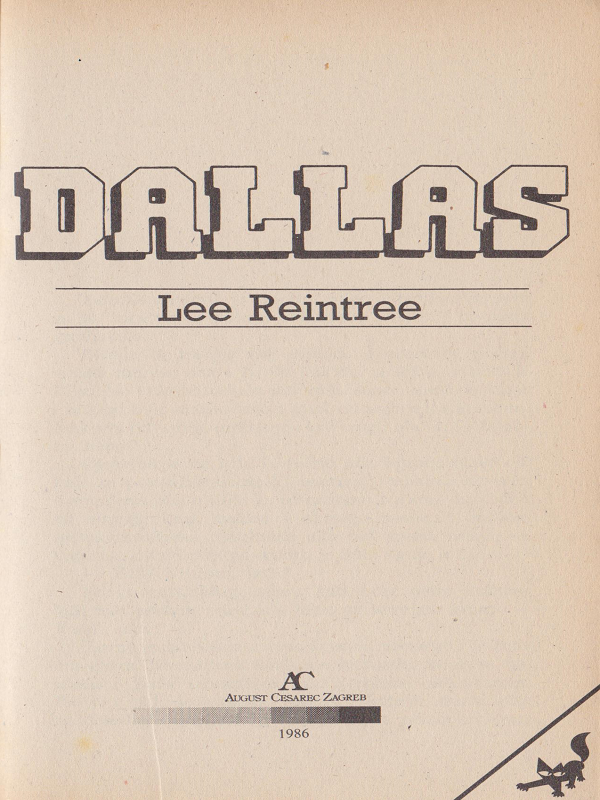 DALLAS
Lee Reintree
AC
AUGUST CESAREC ZAGREB
1986